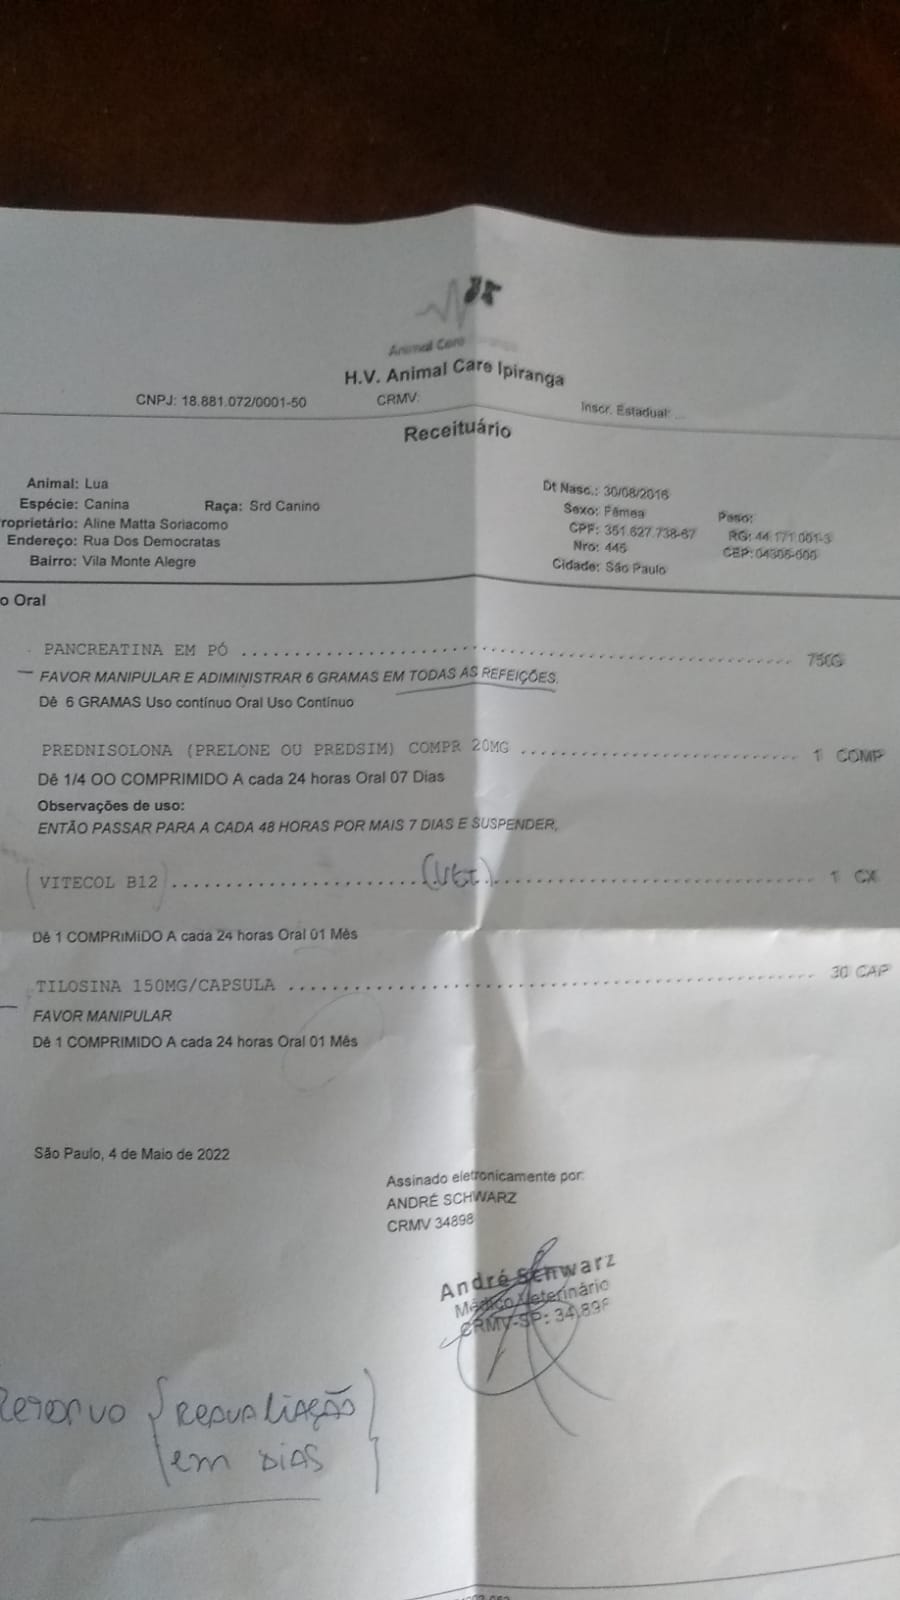 Animal Care
H.V. Animal Care Ipiranga
CNPJ: 18.881.072/0001-50 CRMV: Inscr. Estadual: ...
Receituário
Animal: Lua Dt Nasc.: 30/08/2016
Espécie: Canina Raça: Srd Canino Sexo: Fêmea Peso:
roprietário: Aline Matta Soriacomo CPF: 351.627.738-67 RG: 44.171.001-3
Endereço: Rua Dos Democratas Nro: 445 CEP: 04305-000
Bairro: Vila Monte Alegre Cidade: São Paulo
o Oral
PANCREATINA EM PÓ ........ 750G
FAVOR MANIPULAR E ADIMINISTRAR 6 GRAMAS EM TODAS AS REFEIÇÕES.
Dê 6 GRAMAS Uso contínuo Oral Uso Contínuo
PREDNISOLONA (PRELONE OU PREDSIM) COMPR 20MG ........ 1 COMP
Dê 1/4 OO COMPRIMIDO A cada 24 horas Oral 07 Dias
Observações de uso:
ENTÃO PASSAR PARA A CADA 48 HORAS POR MAIS 7 DIAS E SUSPENDER,
(VITECOL B12) ........ (VET) ........ 1 CX
Dê 1 COMPRIMIDO A cada 24 horas Oral 01 Mês
TILOSINA 150MG/CAPSULA ........ 30 CAP
FAVOR MANIPULAR
Dê 1 COMPRIMIDO A cada 24 horas Oral 01 Mês
São Paulo, 4 de Maio de 2022
Assinado eletronicamente por:
ANDRÉ SCHWARZ
CRMV 34898
André Schwarz
Médico Veterinário
CRMV-SP: 34.898
Retorno { Reavaliação }
em dias